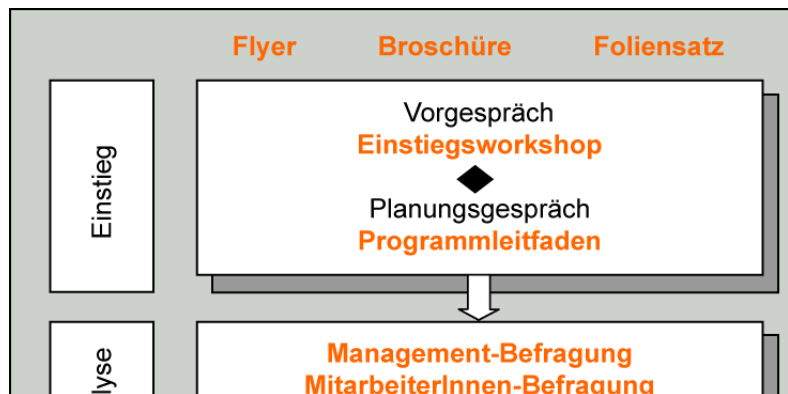 Flyer Broschüre Foliensatz
Einstieg
Vorgespräch
Einstiegsworkshop
Planungsgespräch
Programmleitfaden
Management-Befragung
MitarbeiterInnen-Befragung